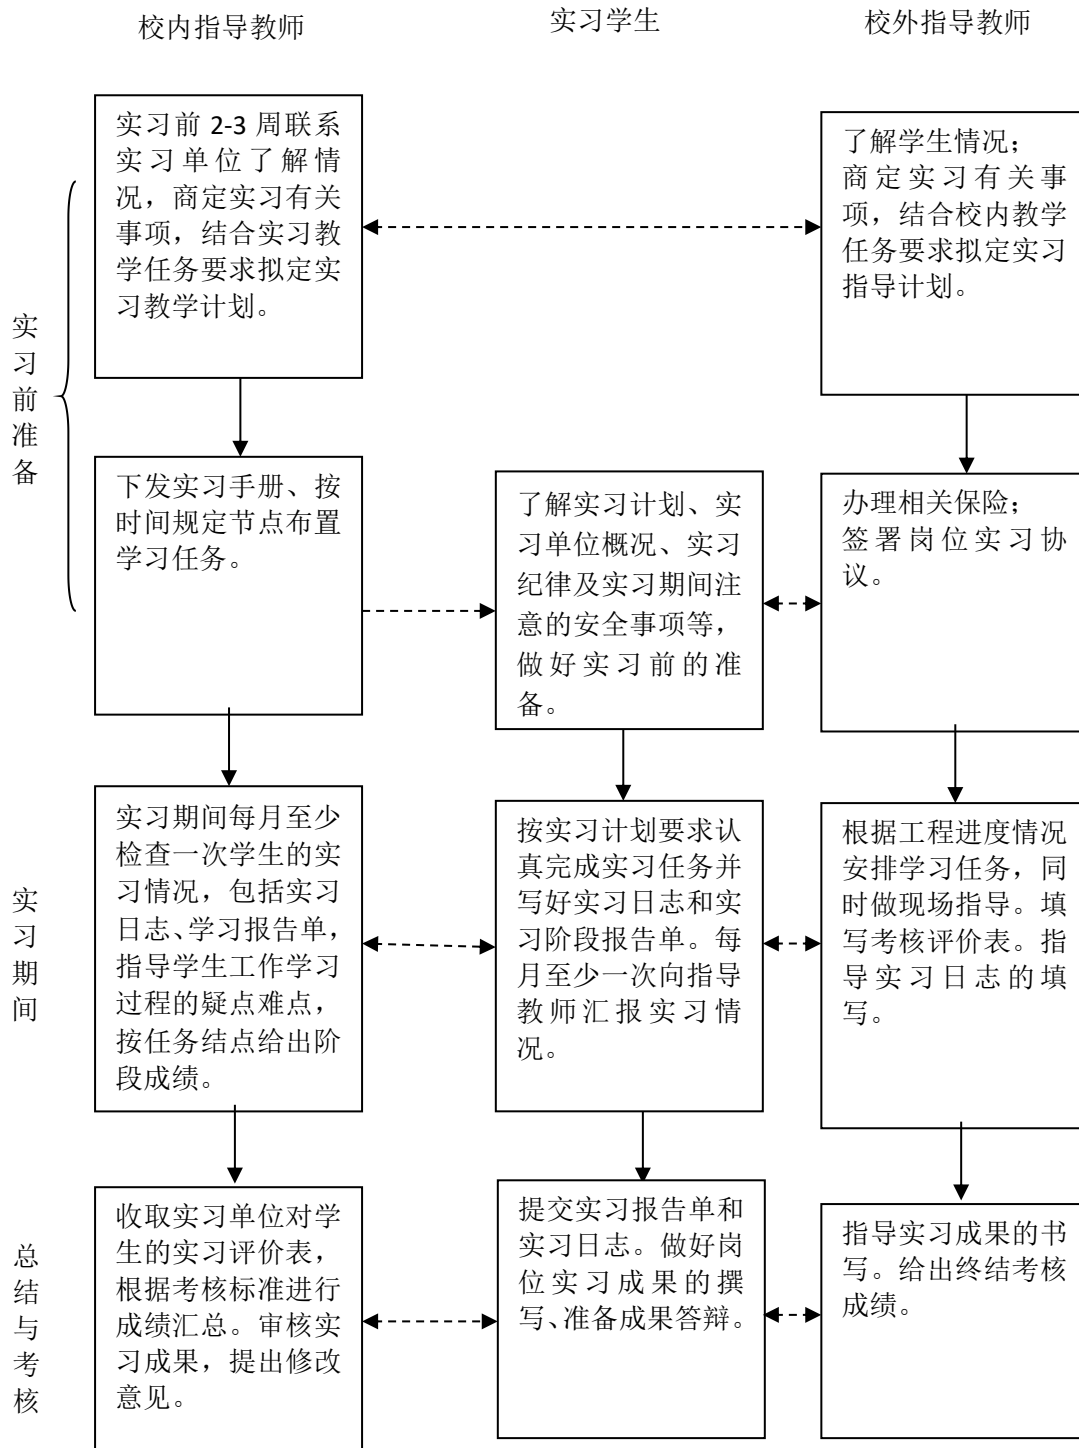 校内指导教师
实习学生
校外指导教师
实习前准备
实习前 2-3 周联系
实习单位了解情
况，商定实习有关
事项，结合实习教
学任务要求拟定实
习教学计划。
了解学生情况；
商定实习有关事
项，结合校内教学
任务要求拟定实习
指导计划。
下发实习手册、按
时间规定节点布置
学习任务。
了解实习计划、实
习单位概况、实习
纪律及实习期间注
意的安全事项等，
做好实习前的准
备。
办理相关保险；
签署岗位实习协
议。
实习期间
实习期间每月至少
检查一次学生的实
习情况，包括实习
日志、学习报告单，
指导学生工作学习
过程的疑点难点，
按任务结点给出阶
段成绩。
按实习计划要求认
真完成实习任务并
写好实习日志和实
习阶段报告单。每
月至少一次向指导
教师汇报实习情
况。
根据工程进度情况
安排学习任务，同
时做现场指导。填
写考核评价表。指
导实习日志的填
写。
总结与考核
收取实习单位对学
生的实习评价表，
根据考核标准进行
成绩汇总。审核实
习成果，提出修改
意见。
提交实习报告单和
实习日志。做好岗
位实习成果的撰
写、准备成果答辩。
指导实习成果的书
写。给出终结考核
成绩。